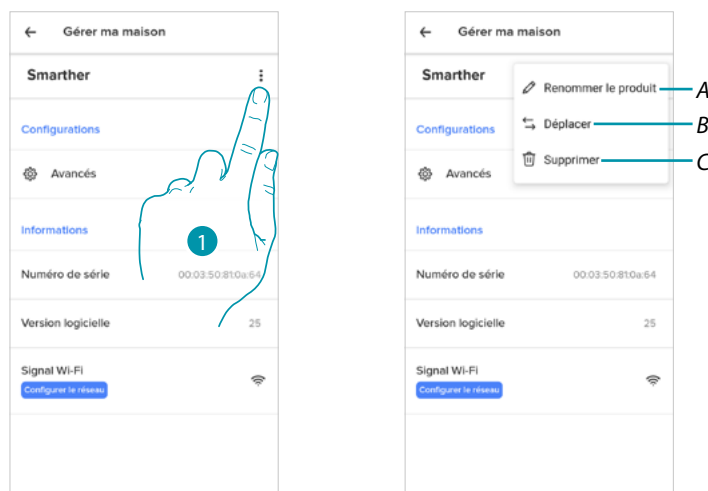 Gérer ma maison
Smarther
Configurations
Avancés
Informations
1
Numéro de série 00:03:50:81:0a:64
Version logicielle 25
Signal Wi-Fi
Configurer le réseau
Gérer ma maison
Smarther
Renommer le produit A
Déplacer B
Supprimer C
Configurations
Avancés
Informations
Numéro de série 00:03:50:81:0a:64
Version logicielle 25
Signal Wi-Fi
Configurer le réseau